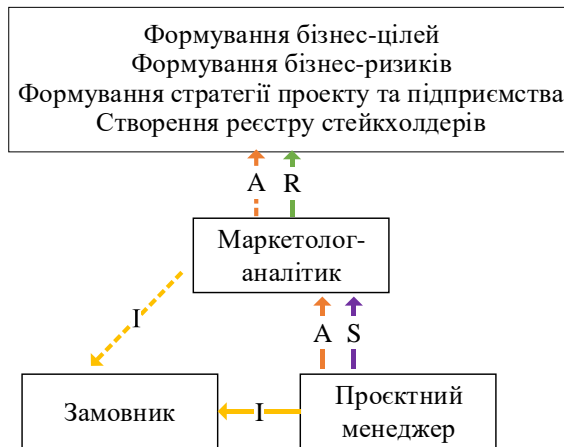 Формування бізнес-цілей
Формування бізнес-ризиків
Формування стратегії проекту та підприємства
Створення реєстру стейкхолдерів
A R
Маркетолог-
аналітик
I
A S
Замовник
I
Проєктний
менеджер